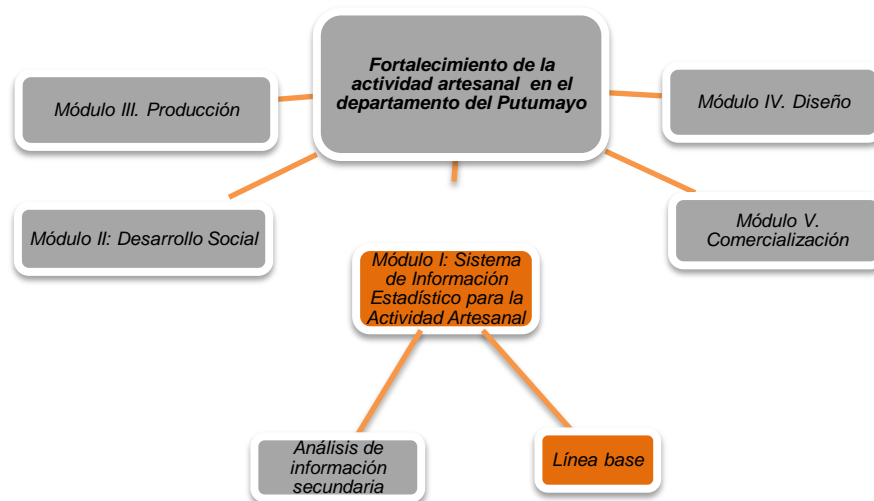 Fortalecimiento de la
actividad artesanal en el
departamento del Putumayo
Módulo III. Producción
Módulo IV. Diseño
Módulo II: Desarrollo Social
Módulo V.
Comercialización
Módulo I: Sistema
de Información
Estadístico para la
Actividad Artesanal
Análisis de
información
secundaria
Línea base